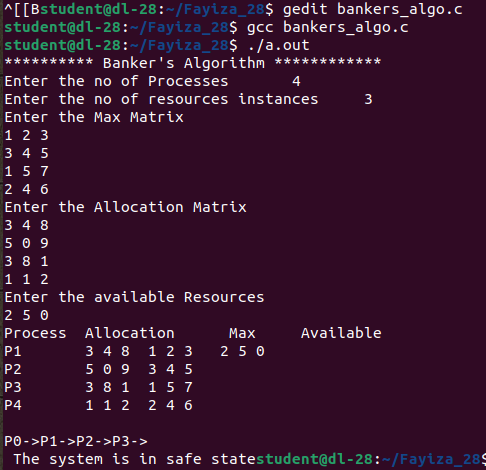 ^[[Bstudent@dl-28:~/Fayiza_28$ gedit bankers_algo.c
student@dl-28:~/Fayiza_28$ gcc bankers_algo.c
student@dl-28:~/Fayiza_28$ ./a.out
********** Banker's Algorithm ************
Enter the no of Processes       4
Enter the no of resources instances     3
Enter the Max Matrix
1 2 3
3 4 5
1 5 7
2 4 6
Enter the Allocation Matrix
3 4 8
5 0 9
3 8 1
1 1 2
Enter the available Resources
2 5 0
Process  Allocation      Max     Available
P1       3 4 8  1 2 3   2 5 0
P2       5 0 9  3 4 5
P3       3 8 1  1 5 7
P4       1 1 2  2 4 6

P0->P1->P2->P3->
 The system is in safe statestudent@dl-28:~/Fayiza_28$